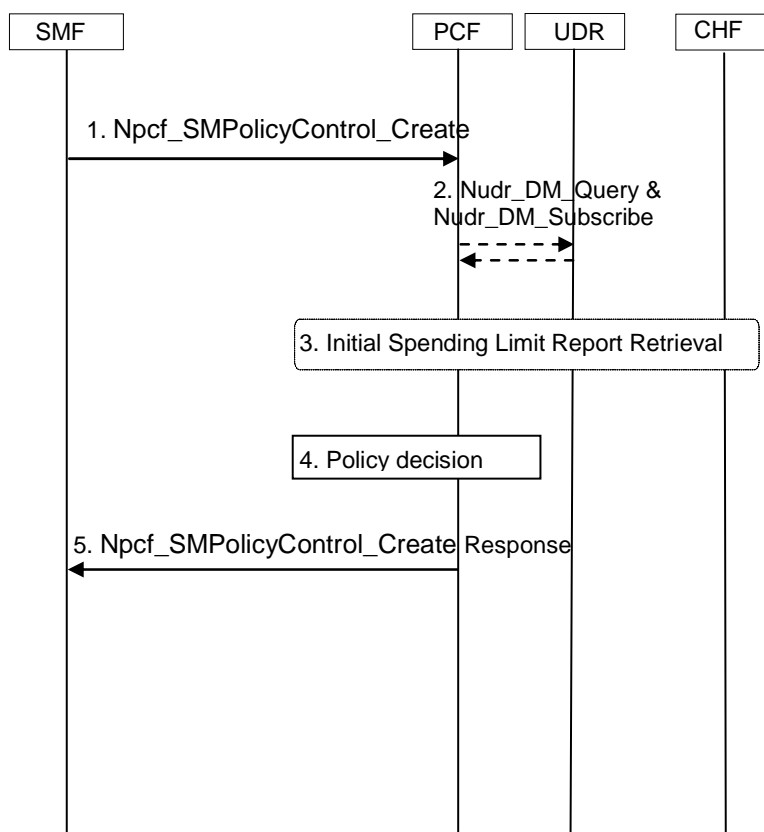 SMF
PCF
UDR
CHF
1. Npcf_SMPolicyControl_Create
2. Nudr_DM_Query &
Nudr_DM_Subscribe
3. Initial Spending Limit Report Retrieval
4. Policy decision
5. Npcf_SMPolicyControl_Create Response